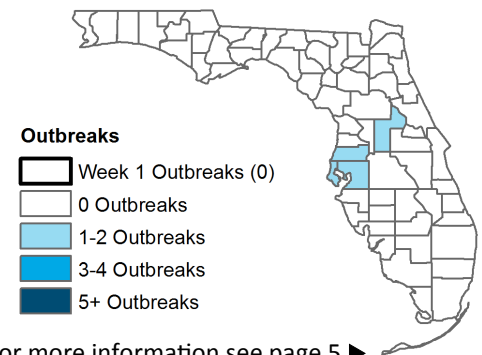 Outbreaks
Week 1 Outbreaks (0)
0 Outbreaks
1-2 Outbreaks
3-4 Outbreaks
5+ Outbreaks
or more information see page 5 ▶